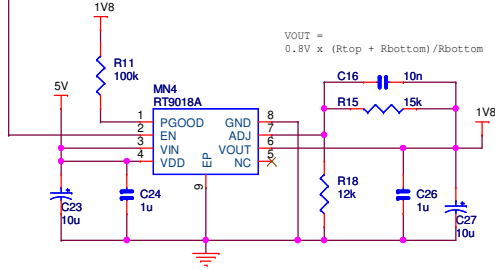 1V8
VOUT =
0.8V x (Rtop + Rbottom)/Rbottom
R11
100k
C16 10n
5V
MN4
RT9018A
R15 15k
1V8
1 PGOOD GND 8
2 EN ADJ 7
3 VIN VOUT 6
4 VDD NC 5
EP
9
C23
10u
C24
1u
R18
12k
C26
1u
C27
10u